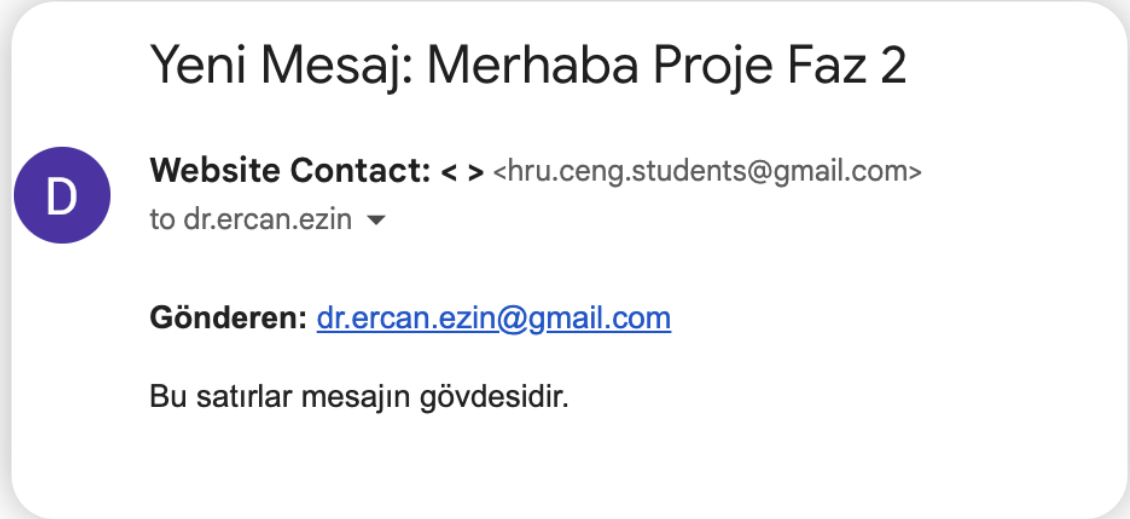 Yeni Mesaj: Merhaba Proje Faz 2
D
Website Contact: < > <hru.ceng.students@gmail.com>
to dr.ercan.ezin
Gönderen: dr.ercan.ezin@gmail.com
Bu satırlar mesajın gövdesidir.